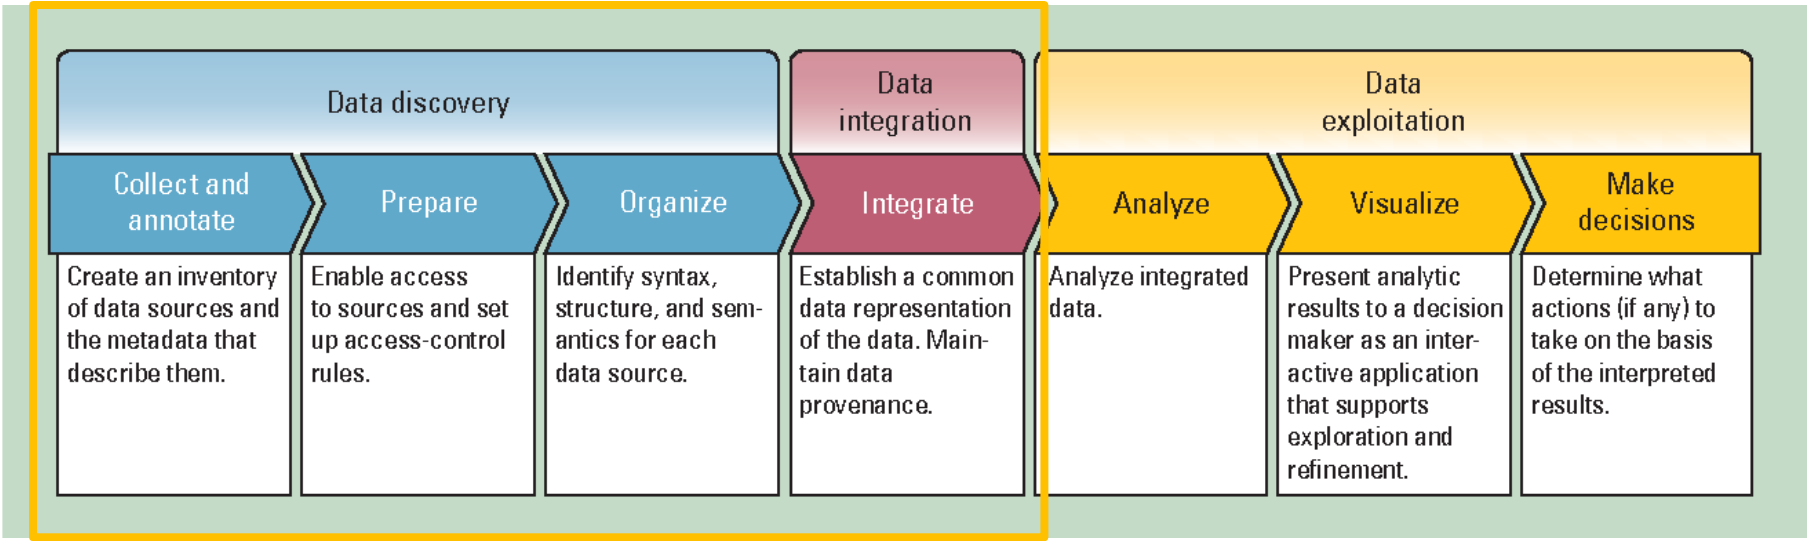 Data discovery
Data
integration
Data
exploitation
Collect and
annotate
Prepare
Organize
Integrate
Analyze
Visualize
Make
decisions
Create an inventory
of data sources and
the metadata that
describe them.
Enable access
to sources and set
up access-control
rules.
Identify syntax,
structure, and sem-
antics for each
data source.
Establish a common
data representation
of the data. Main-
tain data
provenance.
Analyze integrated
data.
Present analytic
results to a decision
maker as an inter-
active application
that supports
exploration and
refinement.
Determine what
actions (if any) to
take on the basis
of the interpreted
results.